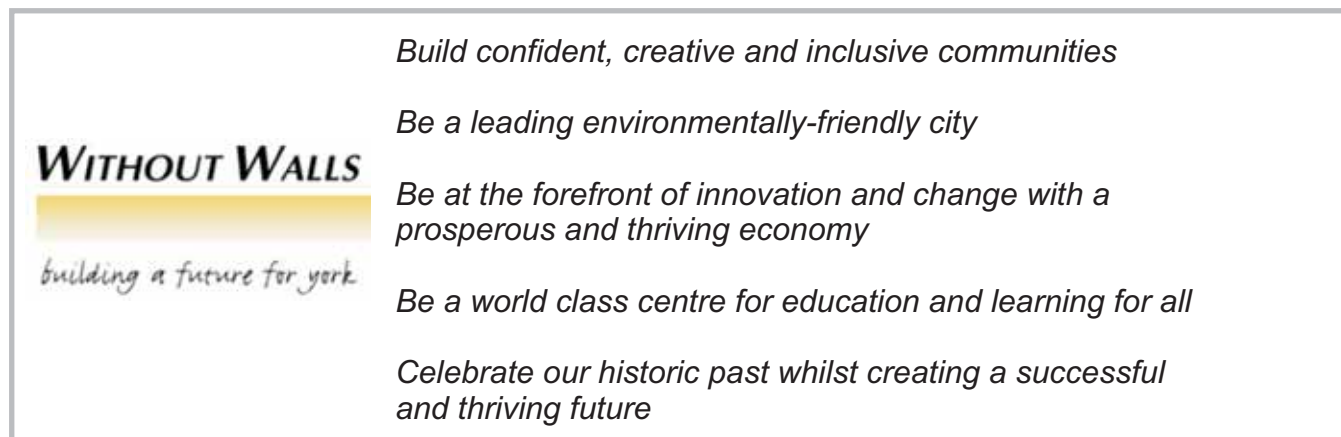 WITHOUT WALLS
building a future for york
Build confident, creative and inclusive communities
Be a leading environmentally-friendly city
Be at the forefront of innovation and change with a
prosperous and thriving economy
Be a world class centre for education and learning for all
Celebrate our historic past whilst creating a successful
and thriving future